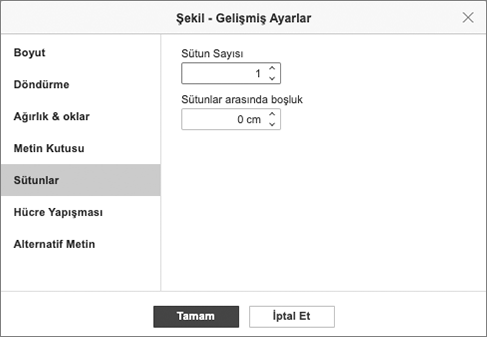 Şekil - Gelişmiş Ayarlar
Boyut
Döndürme
Ağırlık & oklar
Metin Kutusu
Sütunlar
Hücre Yapışması
Alternatif Metin
Sütun Sayısı
1
Sütunlar arasında boşluk
0 cm
Tamam
İptal Et